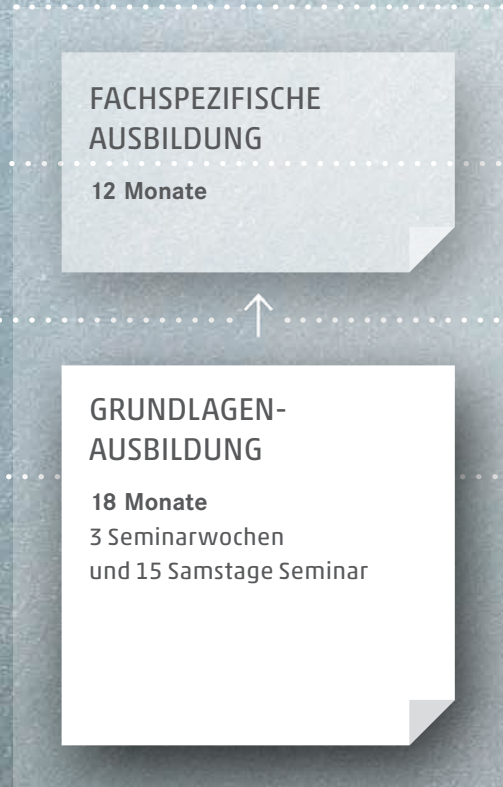 FACHSPEZIFISCHE
AUSBILDUNG
12 Monate
GRUNDLAGEN-
AUSBILDUNG
18 Monate
3 Seminarwochen
und 15 Samstage Seminar